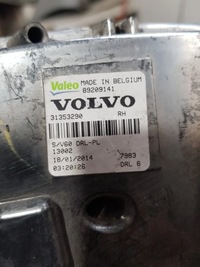 Valeo MADE IN BELGIUM
89209141
VOLVO
31353290 RH
S/V60 DRL-PL
13002
18/01/2014 7983
03:20:26 DRL 6